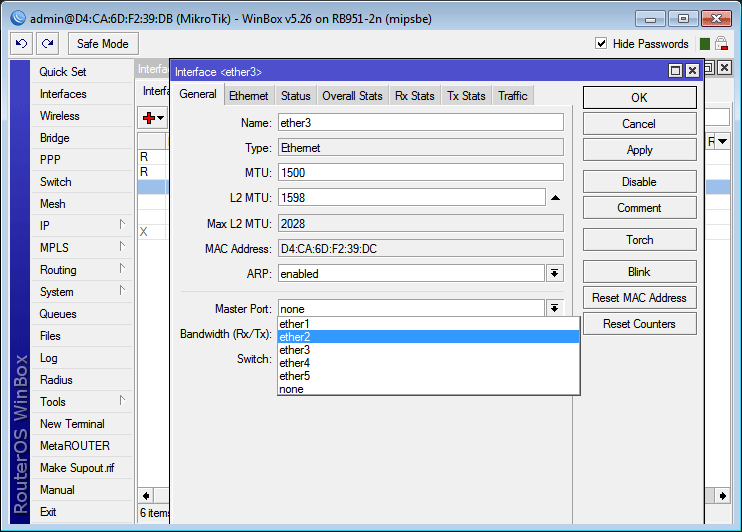 admin@D4:CA:6D:F2:39:DB (MikroTik) - WinBox v5.26 on RB951-2n (mipsbe)
Safe Mode
Hide Passwords
RouterOS WinBox
Quick Set
Interfaces
Wireless
Bridge
PPP
Switch
Mesh
IP
MPLS
Routing
System
Queues
Files
Log
Radius
Tools
New Terminal
MetaROUTER
Make Supout.rif
Manual
Exit
R
R
X
R
Interface <ether3>
General Ethernet Status Overall Stats Rx Stats Tx Stats Traffic
Name: ether3
Type: Ethernet
MTU: 1500
L2 MTU: 1598
Max L2 MTU: 2028
MAC Address: D4:CA:6D:F2:39:DC
ARP: enabled
Master Port: none
Bandwidth (Rx/Tx):
Switch:
ether1
ether2
ether3
ether4
ether5
none
OK
Cancel
Apply
Disable
Comment
Torch
Blink
Reset MAC Address
Reset Counters
6 items